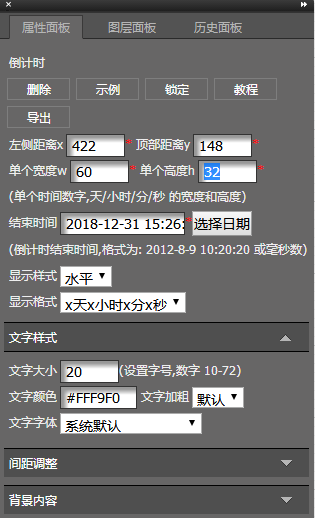 属性面板 图层面板 历史面板
倒计时
删除 示例 锁定 教程
导出
左侧距离x 422 * 顶部距离y 148 *
单个宽度w 60 * 单个高度h 32 *
(单个时间数字,天/小时/分/秒 的宽度和高度)
结束时间 2018-12-31 15:26: * 选择日期
(倒计时结束时间,格式为: 2012-8-9 10:20:20 或毫秒数)
显示样式 水平
显示格式 x天x小时x分x秒
文字样式
文字大小 20 (设置字号,数字 10-72)
文字颜色 #FFF9F0 文字加粗 默认
文字字体 系统默认
间距调整
背景内容